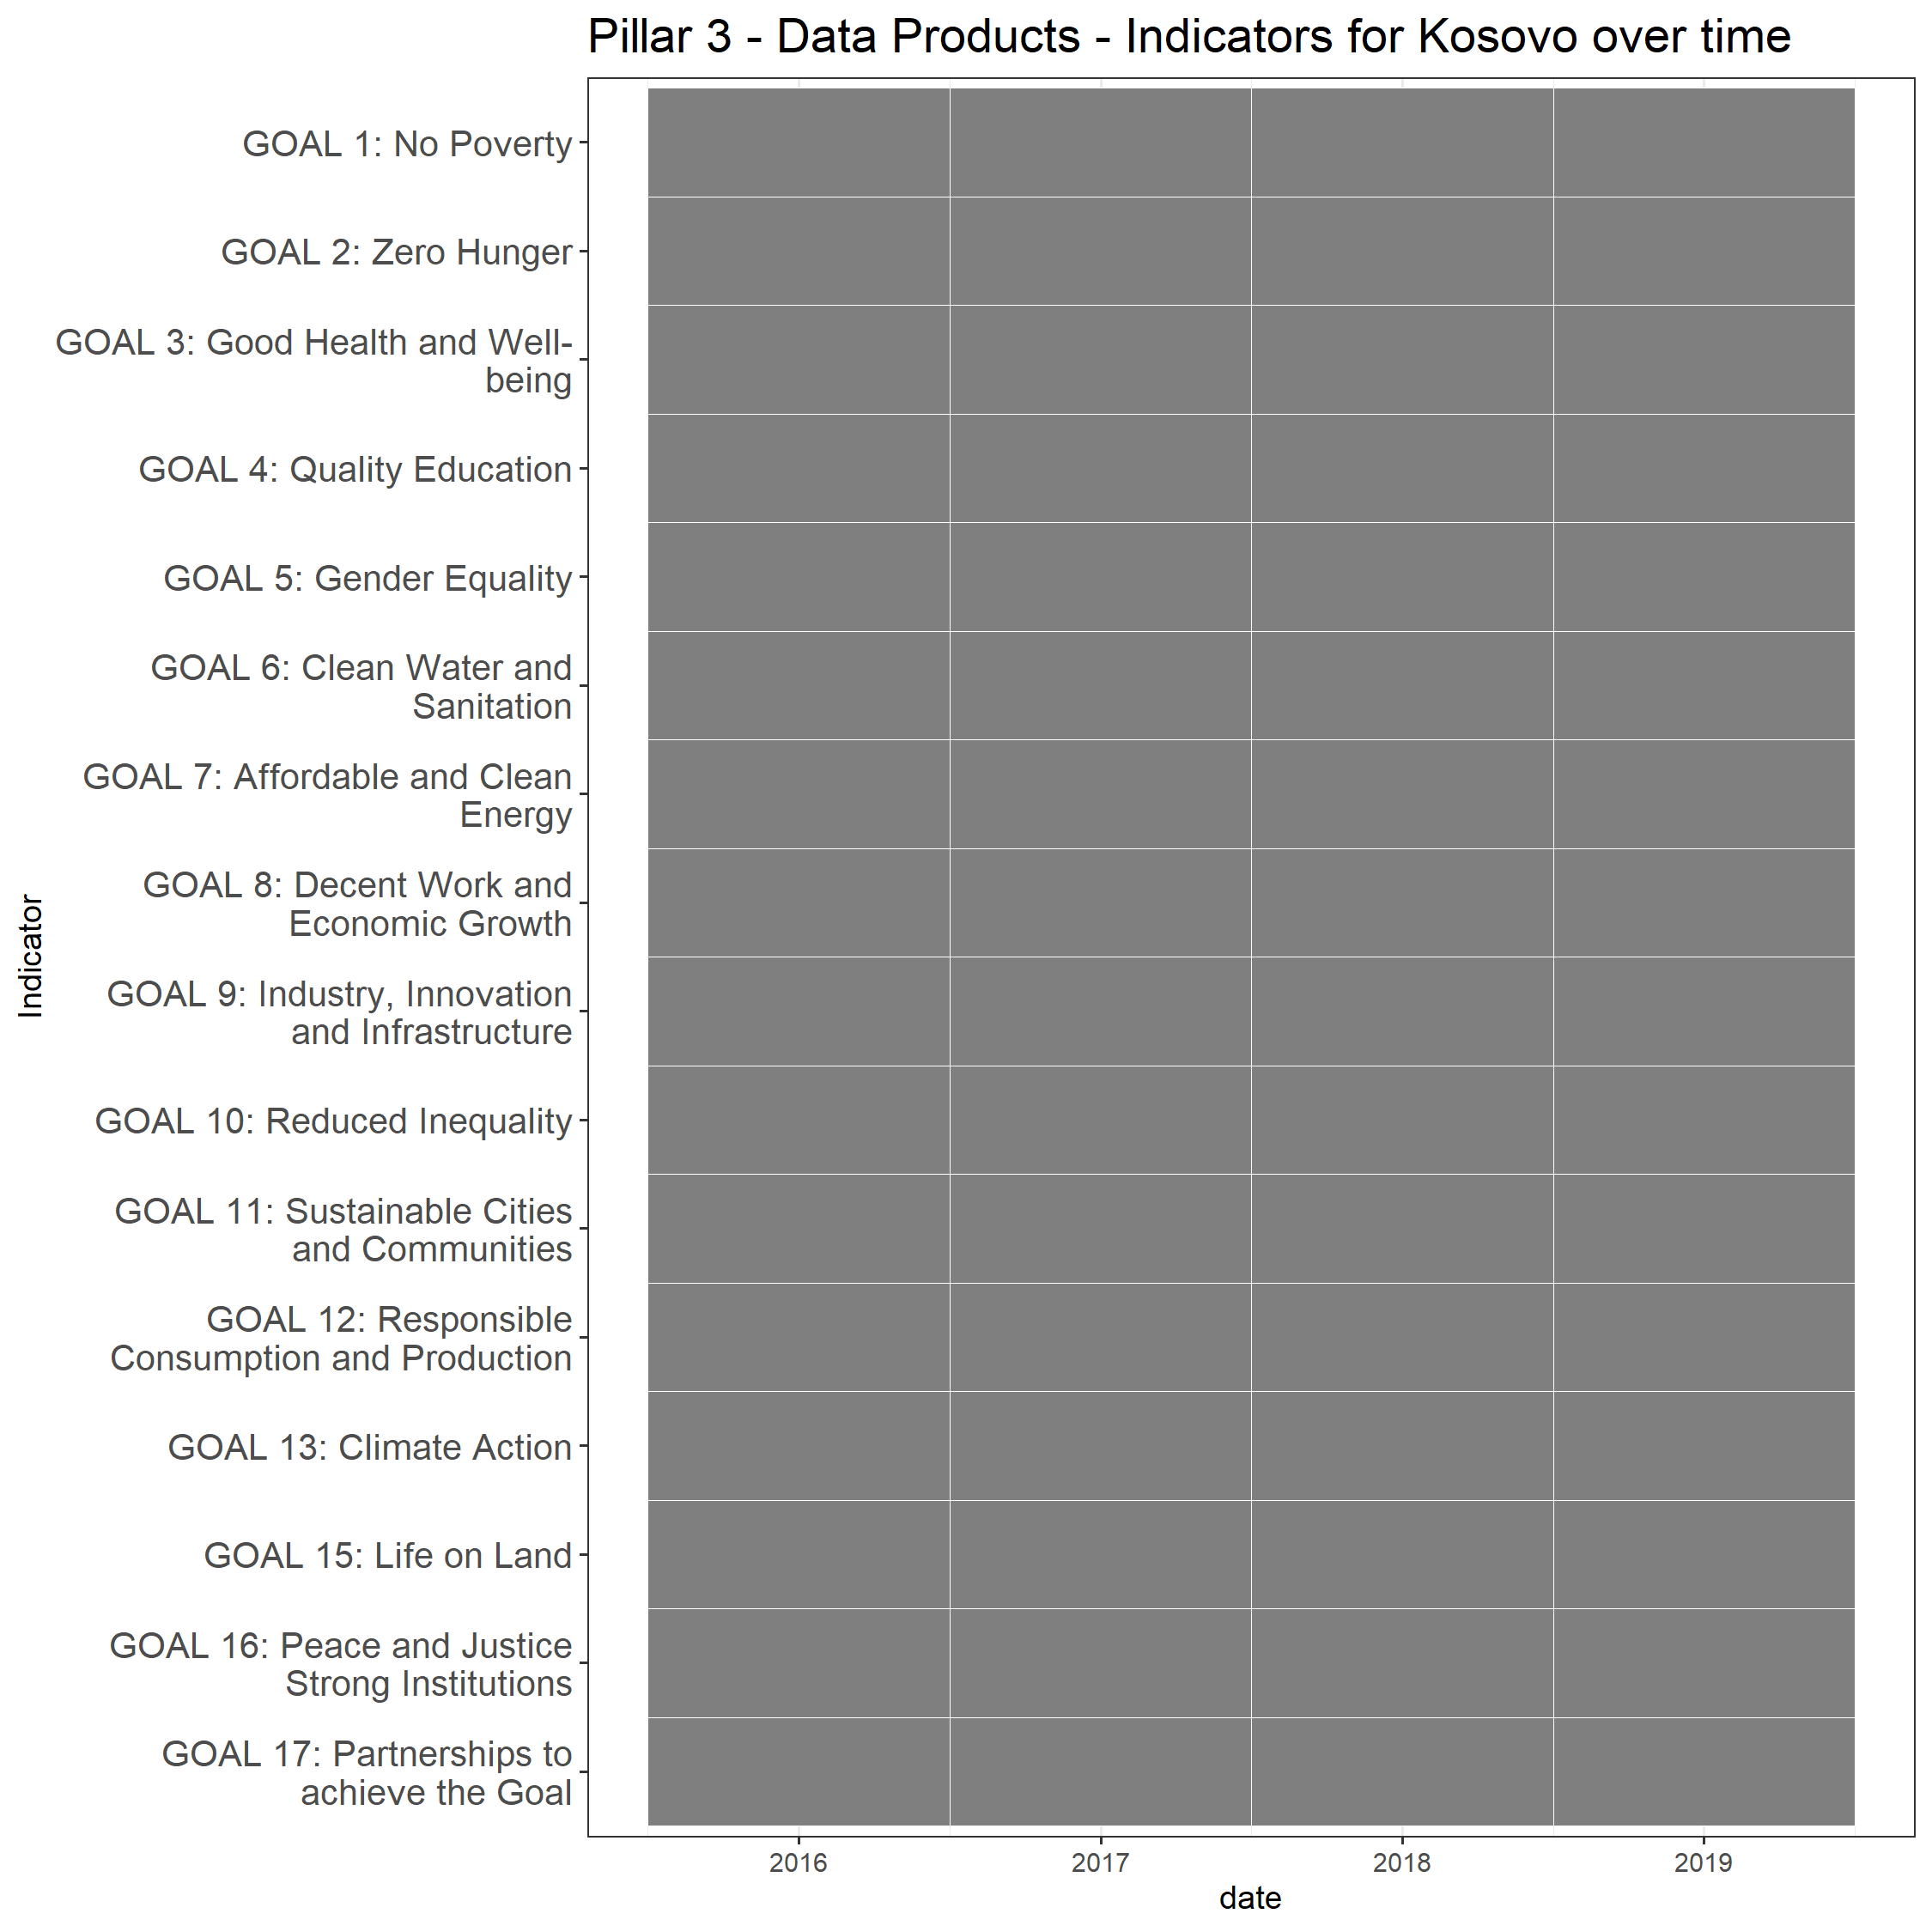 Pillar 3 - Data Products - Indicators for Kosovo over time
GOAL 1: No Poverty
GOAL 2: Zero Hunger
GOAL 3: Good Health and Well-
being
GOAL 4: Quality Education
GOAL 5: Gender Equality
GOAL 6: Clean Water and
Sanitation
GOAL 7: Affordable and Clean
Energy
GOAL 8: Decent Work and
Economic Growth
GOAL 9: Industry, Innovation
and Infrastructure
GOAL 10: Reduced Inequality
GOAL 11: Sustainable Cities
and Communities
GOAL 12: Responsible
Consumption and Production
GOAL 13: Climate Action
GOAL 15: Life on Land
GOAL 16: Peace and Justice
Strong Institutions
GOAL 17: Partnerships to
achieve the Goal
Indicator
2016 2017 2018 2019
date